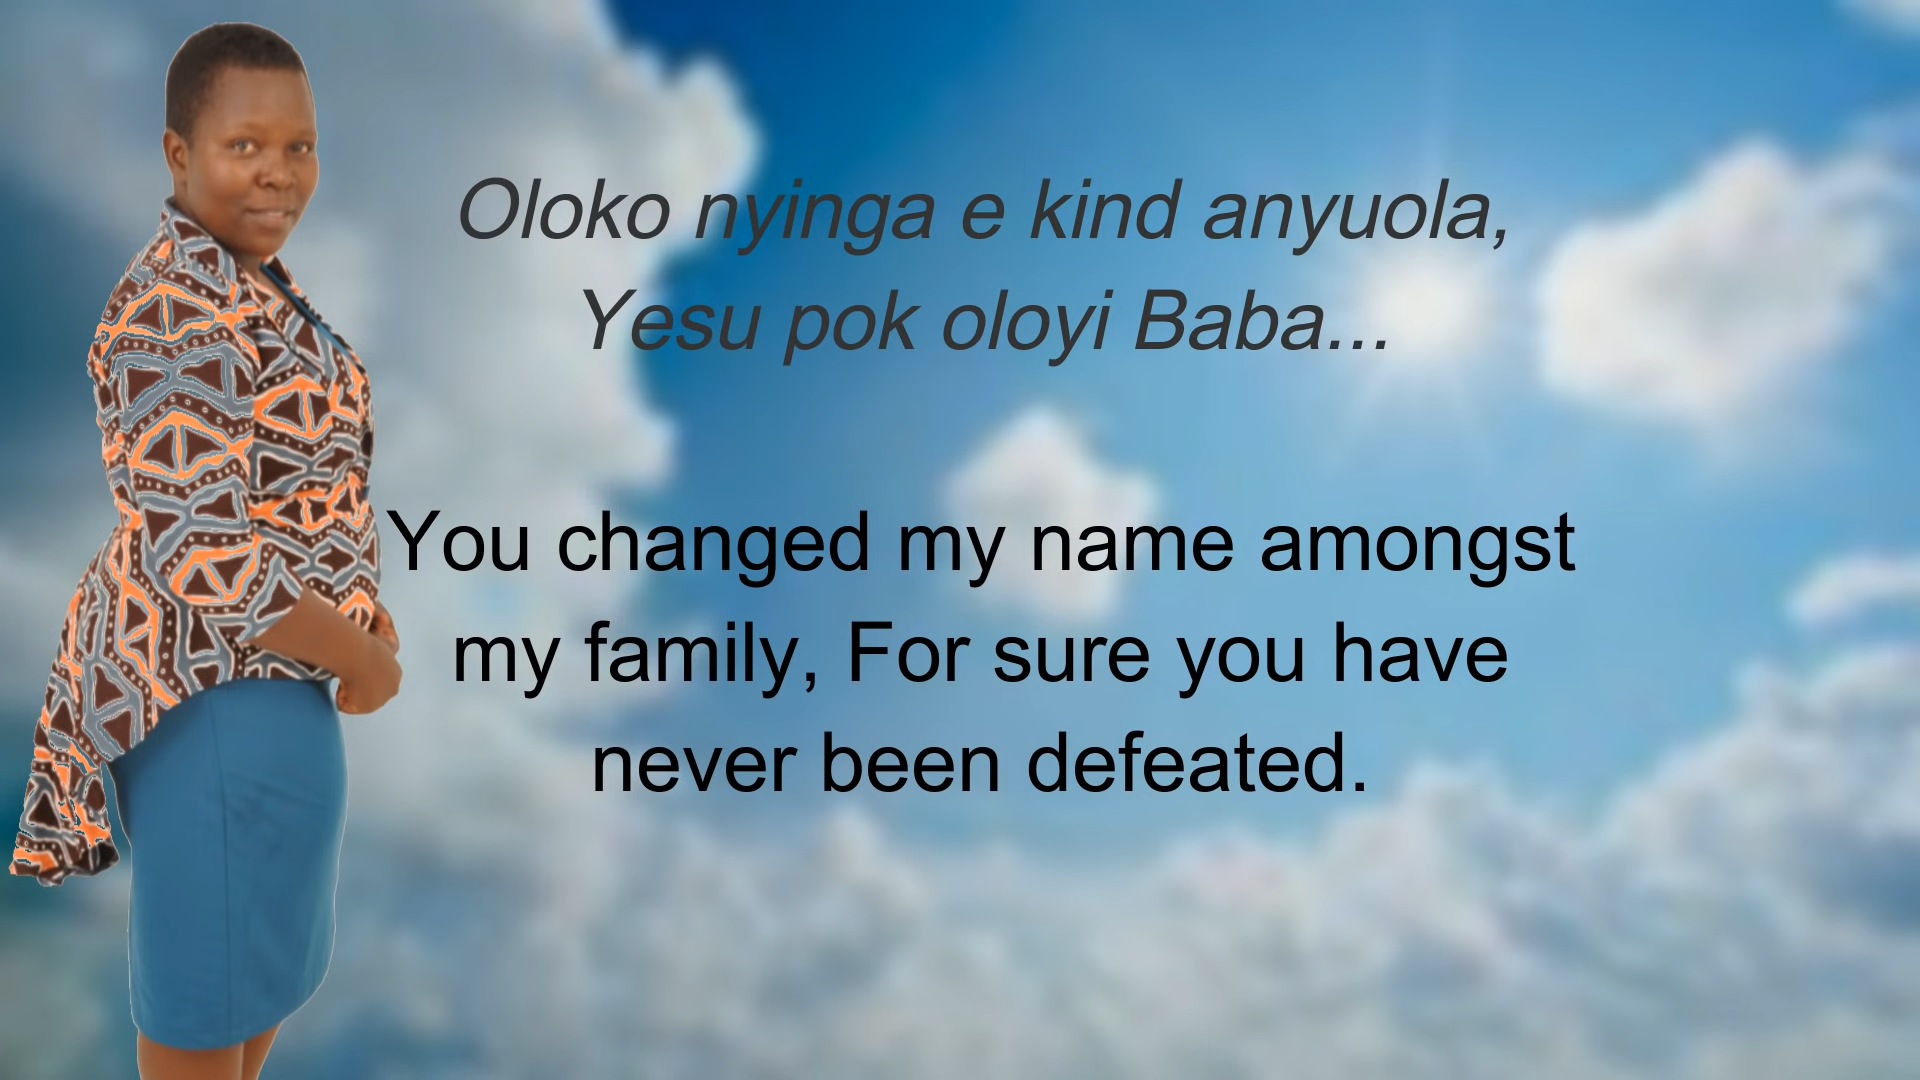 Oloko nyinga e kind anyuola,
Yesu pok oloyi Baba...
You changed my name amongst
my family, For sure you have
never been defeated.